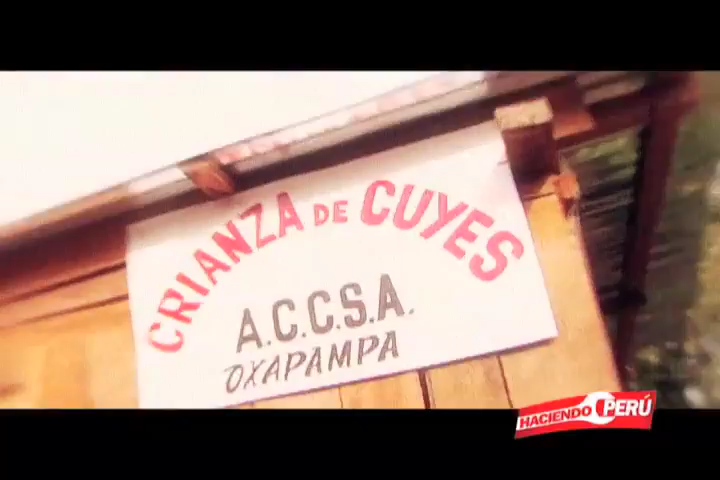 CRIANZA DE CUYES
A.C.C.S.A.
OXAPAMPA
HACIENDO PERÚ